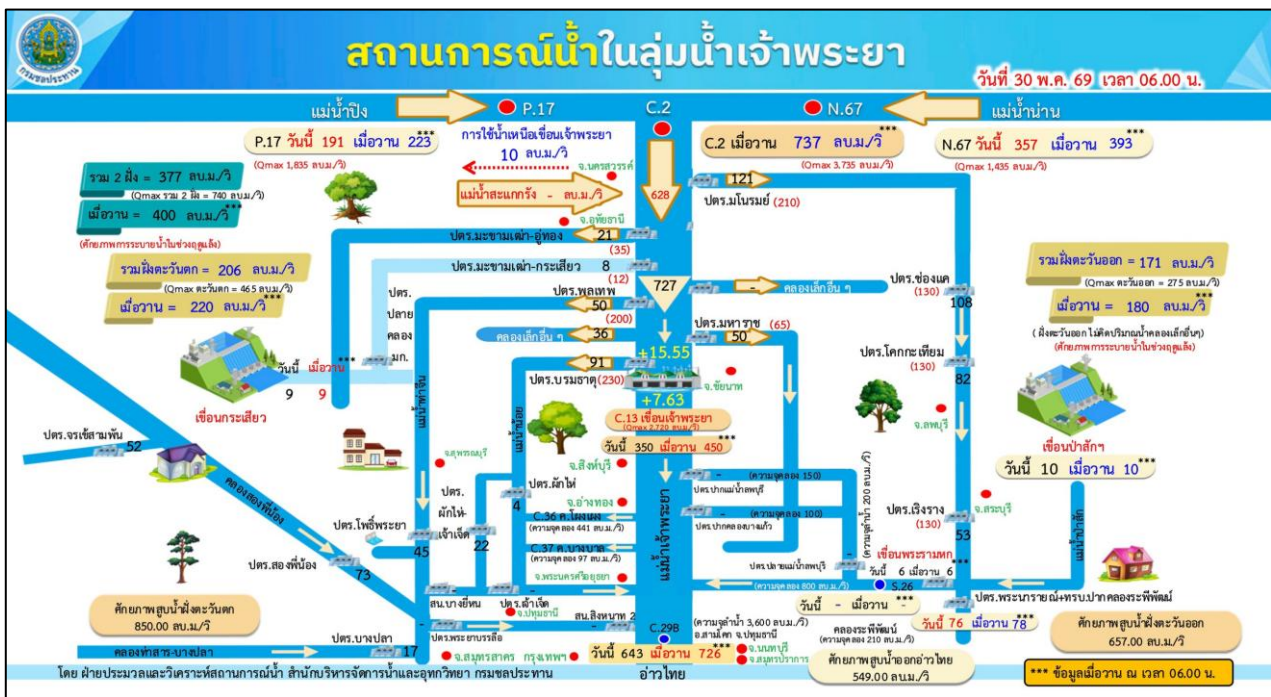 สถานการณ์น้ำในลุ่มน้ำเจ้าพระยา
กรมชลประทาน
วันที่ 30 พ.ค. 69 เวลา 06.00 น.
แม่น้ำปิง
P.17
C.2
N.67
แม่น้ำน่าน
P.17 วันนี้ 191 เมื่อวาน 223***
(Qmax 1,835 ลบ.ม./วิ)
การใช้น้ำเหนือเขื่อนเจ้าพระยา
10 ลบ.ม./วิ
จ.นครสวรรค์
C.2 เมื่อวาน 737 ลบ.ม./วิ***
(Qmax 3,735 ลบ.ม./วิ)
N.67 วันนี้ 357 เมื่อวาน 393***
(Qmax 1,435 ลบ.ม./วิ)
รวม 2 ฝั่ง = 377 ลบ.ม./วิ
(Qmax รวม 2 ฝั่ง = 740 ลบ.ม./วิ)
เมื่อวาน = 400 ลบ.ม./วิ***
(ศักยภาพการระบายน้ำในช่วงฤดูแล้ง)
แม่น้ำสะแกกรัง - ลบ.ม./วิ
628
121
ปตร.มโนรมย์ (210)
จ.อุทัยธานี
ปตร.มะขามเฒ่า-อู่ทอง 21
(35)
ปตร.มะขามเฒ่า-กระเสียว 8
(12)
รวมฝั่งตะวันตก = 206 ลบ.ม./วิ
(Qmax ตะวันตก = 465 ลบ.ม./วิ)
เมื่อวาน = 220 ลบ.ม./วิ***
รวมฝั่งตะวันออก = 171 ลบ.ม./วิ
(Qmax ตะวันออก = 275 ลบ.ม./วิ)
เมื่อวาน = 180 ลบ.ม./วิ***
( ฝั่งตะวันออก ไม่คิดปริมาณน้ำคลองเล็กอื่นๆ)
(ศักยภาพการระบายน้ำในช่วงฤดูแล้ง)
ปตร.
ปลาย
คลอง
มก.
ปตร.พลเทพ
50
(200)
727
- คลองเล็กอื่น ๆ
ปตร.ช่องแค
(130)
108
คลองเล็กอื่น ๆ 36
ปตร.มหาราช (65)
50
+15.55
91
ปตร.บรมธาตุ (230)
+7.63
จ.ชัยนาท
ปตร.โคกกะเทียม
(130)
82
วันนี้ เมื่อวาน***
9 9
เขื่อนกระเสียว
แม่น้ำท่าจีน
แม่น้ำน้อย
C.13 เขื่อนเจ้าพระยา
(Qmax 2,720 ลบ.ม./วิ)
วันนี้ 350 เมื่อวาน 450***
จ.ลพบุรี
เขื่อนป่าสักฯ
วันนี้ 10 เมื่อวาน 10***
ปตร.จรเข้สามพัน
52
คลองสองพี่น้อง
จ.สุพรรณบุรี
จ.สิงห์บุรี
- (ความจุคลอง 150)
ปตร.ปากแม่น้ำลพบุรี
ปตร.ผักไห่
4
ปตร.
ผักไห่-
เจ้าเจ็ด
22
จ.อ่างทอง
C.36 ค.โผงเผง
(ความจุคลอง 441 ลบ.ม./วิ)
- (ความจุคลอง 100)
ปตร.ปากคลองบางแก้ว
(ความจุลำน้ำ 200 ลบ.ม./วิ)
ปตร.เริงราง
(130)
53
จ.สระบุรี
แม่น้ำป่าสัก
แม่น้ำเจ้าพระยา
ปตร.โพธิ์พระยา
45
C.37 ค.บางบาล
(ความจุคลอง 97 ลบ.ม./วิ)
เขื่อนพระรามหก
วันนี้ 6 เมื่อวาน 6***
S.26
ปตร.ปลายแม่น้ำลพบุรี
-
ปตร.สองพี่น้อง
73
จ.พระนครศรีอยุธยา
(ความจุคลอง 800 ลบ.ม./วิ)
สน.บางยี่หน
จ.ปทุมธานี
วันนี้ - เมื่อวาน -***
ปตร.พระนารายณ์+ทรบ.ปากคลองระพีพัฒน์
วันนี้ 76 เมื่อวาน 78***
คลองระพีพัฒน์
(ความจุคลอง 210 ลบ.ม./วิ)
ศักยภาพสูบน้ำฝั่งตะวันตก
850.00 ลบ.ม./วิ
สน.สิงหนาท 2
ปตร.พระยาบรรลือ
C.29B
(ความจุลำน้ำ 3,600 ลบ.ม./วิ)
อ.สามโคก จ.ปทุมธานี
ศักยภาพสูบน้ำฝั่งตะวันออก
657.00 ลบ.ม./วิ
คลองท่าสาร-บางปลา
ปตร.บางปลา
17
จ.สมุทรสาคร กรุงเทพฯ
วันนี้ 643 เมื่อวาน 726***
จ.นนทบุรี
จ.สมุทรปราการ
ศักยภาพสูบน้ำออกอ่าวไทย
549.00 ลบ.ม./วิ
โดย ฝ่ายประมวลและวิเคราะห์สถานการณ์น้ำ สำนักบริหารจัดการน้ำและอุทกวิทยา กรมชลประทาน
อ่าวไทย
*** ข้อมูลเมื่อวาน ณ เวลา 06.00 น.